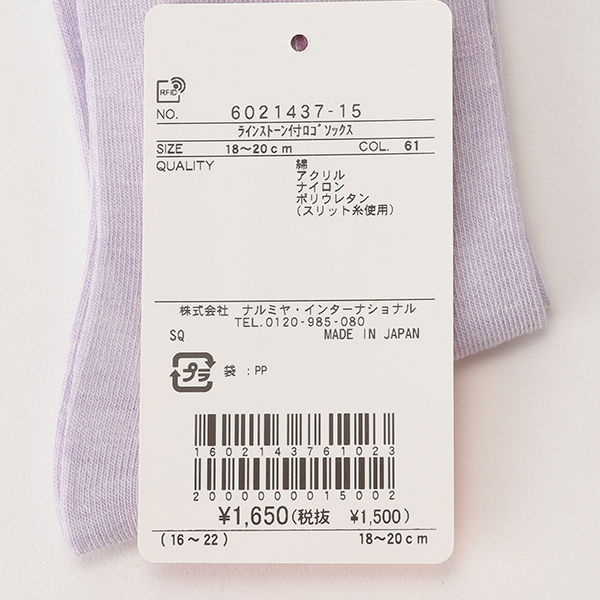 RFID
NO. 6021437-15
ラインストーン付ロゴソックス
SIZE 18～20cm COL. 61
QUALITY 綿
アクリル
ナイロン
ポリウレタン
(スリット糸使用)
株式会社 ナルミヤ・インターナショナル
TEL.0120-985-080
SQ MADE IN JAPAN
プラ 袋 : PP
1602143761023
2000000015002
¥1,650(税抜 ¥1,500)
(16～22) 18～20cm